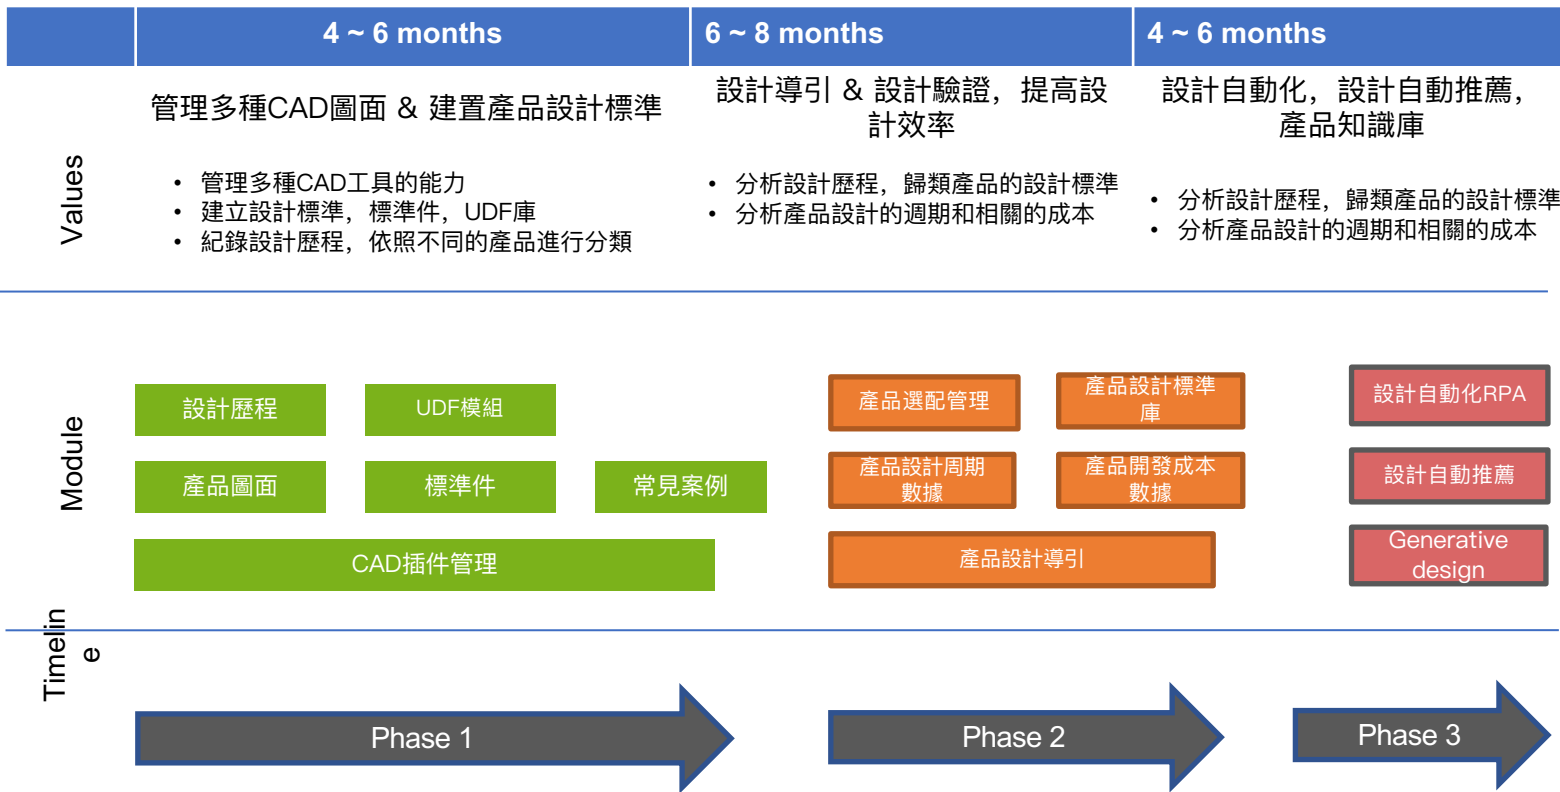 4 ~ 6 months
6 ~ 8 months
4 ~ 6 months
Values
管理多種CAD圖面 & 建置產品設計標準
• 管理多種CAD工具的能力
• 建立設計標準，標準件，UDF庫
• 紀錄設計歷程，依照不同的產品進行分類
設計導引 & 設計驗證，提高設
計效率
• 分析設計歷程，歸類產品的設計標準
• 分析產品設計的週期和相關的成本
設計自動化，設計自動推薦，
產品知識庫
• 分析設計歷程，歸類產品的設計標準
• 分析產品設計的週期和相關的成本
Module
設計歷程
UDF模組
產品圖面
標準件
常見案例
CAD插件管理
產品選配管理
產品設計標準
庫
產品設計周期
數據
產品開發成本
數據
產品設計導引
設計自動化RPA
設計自動推薦
Generative
design
Timelin
e
Phase 1
Phase 2
Phase 3